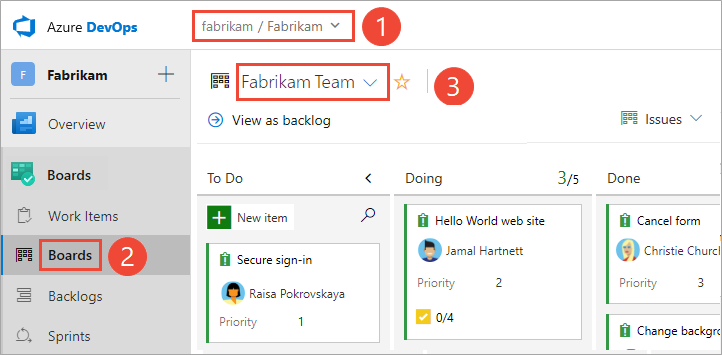 Azure DevOps
fabrikam / Fabrikam
1
F
Fabrikam
Fabrikam Team
3
Overview
View as backlog
Issues
Boards
To Do
Doing
3/5
Done
Work Items
New item
Hello World web site
Cancel form
Jamal Hartnett
Christie Church
Boards
2
Secure sign-in
Priority 2
Priority 3
Backlogs
Raisa Pokrovskaya
0/4
Sprints
Priority 1
Change background